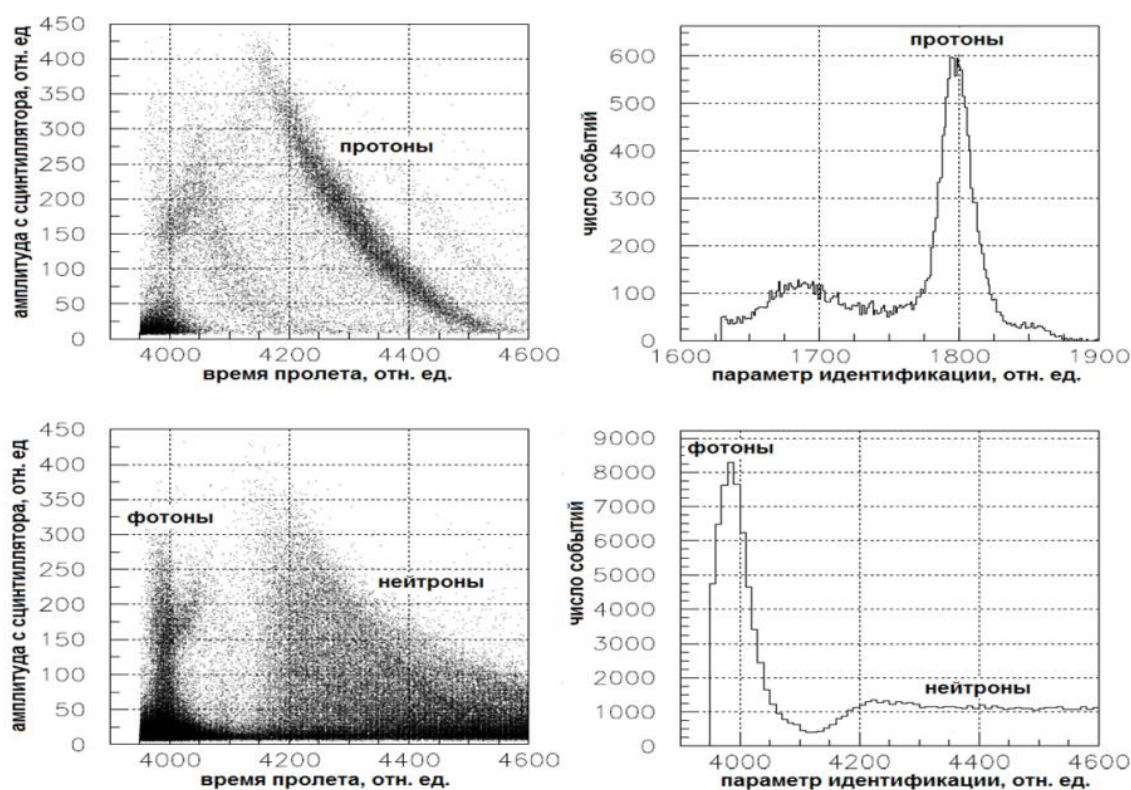 амплитуда с сцинтиллятора, отн. ед.
450
400
350
300
250
200
150
100
50
0
протоны
4000 4200 4400 4600
время пролета, отн. ед.
число событий
600
500
400
300
200
100
0
протоны
1600 1700 1800 1900
параметр идентификации, отн. ед.
амплитуда с сцинтиллятора, отн. ед
450
400
350
300
250
200
150
100
50
0
фотоны
нейтроны
4000 4200 4400 4600
время пролета, отн. ед.
число событий
9000
8000
7000
6000
5000
4000
3000
2000
1000
0
фотоны
нейтроны
4000 4200 4400 4600
параметр идентификации, отн. ед.